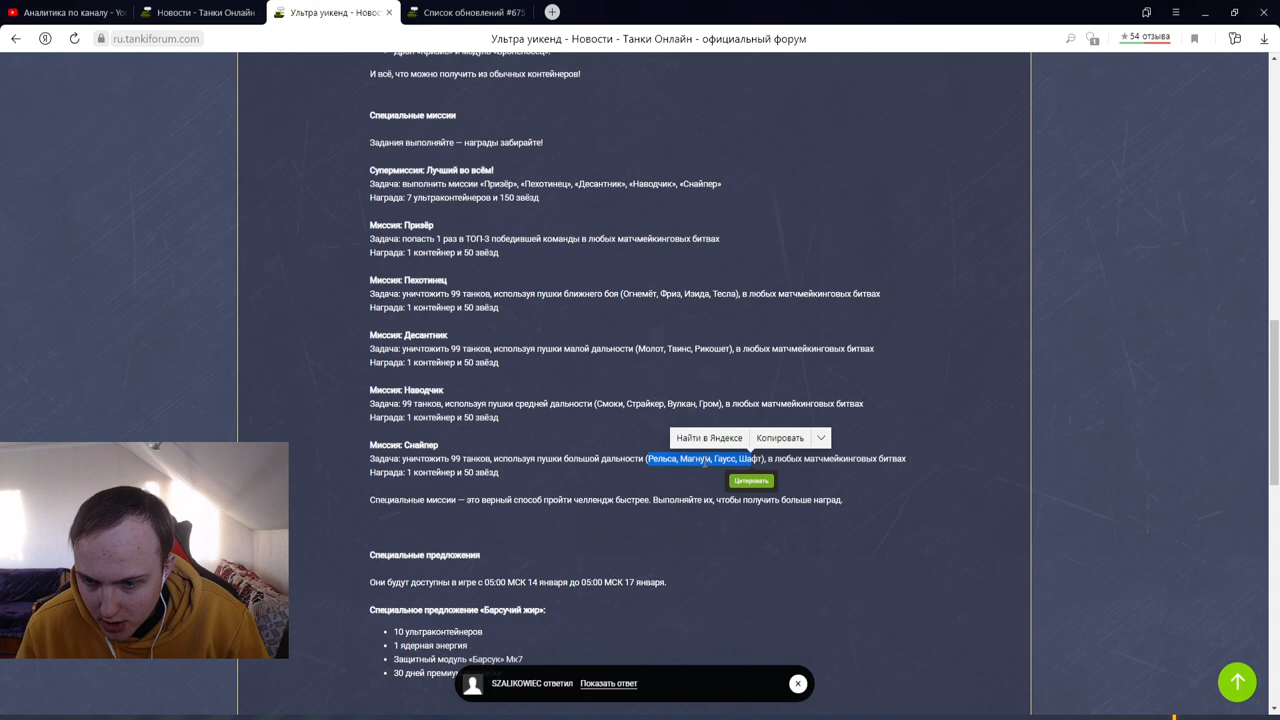 Аналитика по каналу - Yo
Новости - Танки Онлайн
Ультра уикенд - Новос
Список обновлений #675
ru.tankiforum.com
Ультра уикенд - Новости - Танки Онлайн - официальный форум
54 отзыва
И всё, что можно получить из обычных контейнеров!
Специальные миссии
Задания выполняйте — награды забирайте!
Супермиссия: Лучший во всём!
Задача: выполнить миссии «Призёр», «Пехотинец», «Десантник», «Наводчик», «Снайпер»
Награда: 7 ультраконтейнеров и 150 звёзд
Миссия: Призёр
Задача: попасть 1 раз в ТОП-3 победившей команды в любых матчмейкинговых битвах
Награда: 1 контейнер и 50 звёзд
Миссия: Пехотинец
Задача: уничтожить 99 танков, используя пушки ближнего боя (Огнемёт, Фриз, Изида, Тесла), в любых матчмейкинговых битвах
Награда: 1 контейнер и 50 звёзд
Миссия: Десантник
Задача: уничтожить 99 танков, используя пушки малой дальности (Молот, Твинс, Рикошет), в любых матчмейкинговых битвах
Награда: 1 контейнер и 50 звёзд
Миссия: Наводчик
Задача: 99 танков, используя пушки средней дальности (Смоки, Страйкер, Вулкан, Гром), в любых матчмейкинговых битвах
Награда: 1 контейнер и 50 звёзд
Найти в Яндексе
Копировать
Миссия: Снайпер
Задача: уничтожить 99 танков, используя пушки большой дальности (Рельса, Магнум, Гаусс, Шафт), в любых матчмейкинговых битвах
Награда: 1 контейнер и 50 звёзд
Цитировать
Специальные миссии — это верный способ пройти челлендж быстрее. Выполняйте их, чтобы получить больше наград.
Специальные предложения
Они будут доступны в игре с 05:00 МСК 14 января до 05:00 МСК 17 января.
Специальное предложение «Барсучий жир»:
10 ультраконтейнеров
1 ядерная энергия
Защитный модуль «Барсук» Мк7
30 дней преми
SZALIKOWIEC ответил Показать ответ